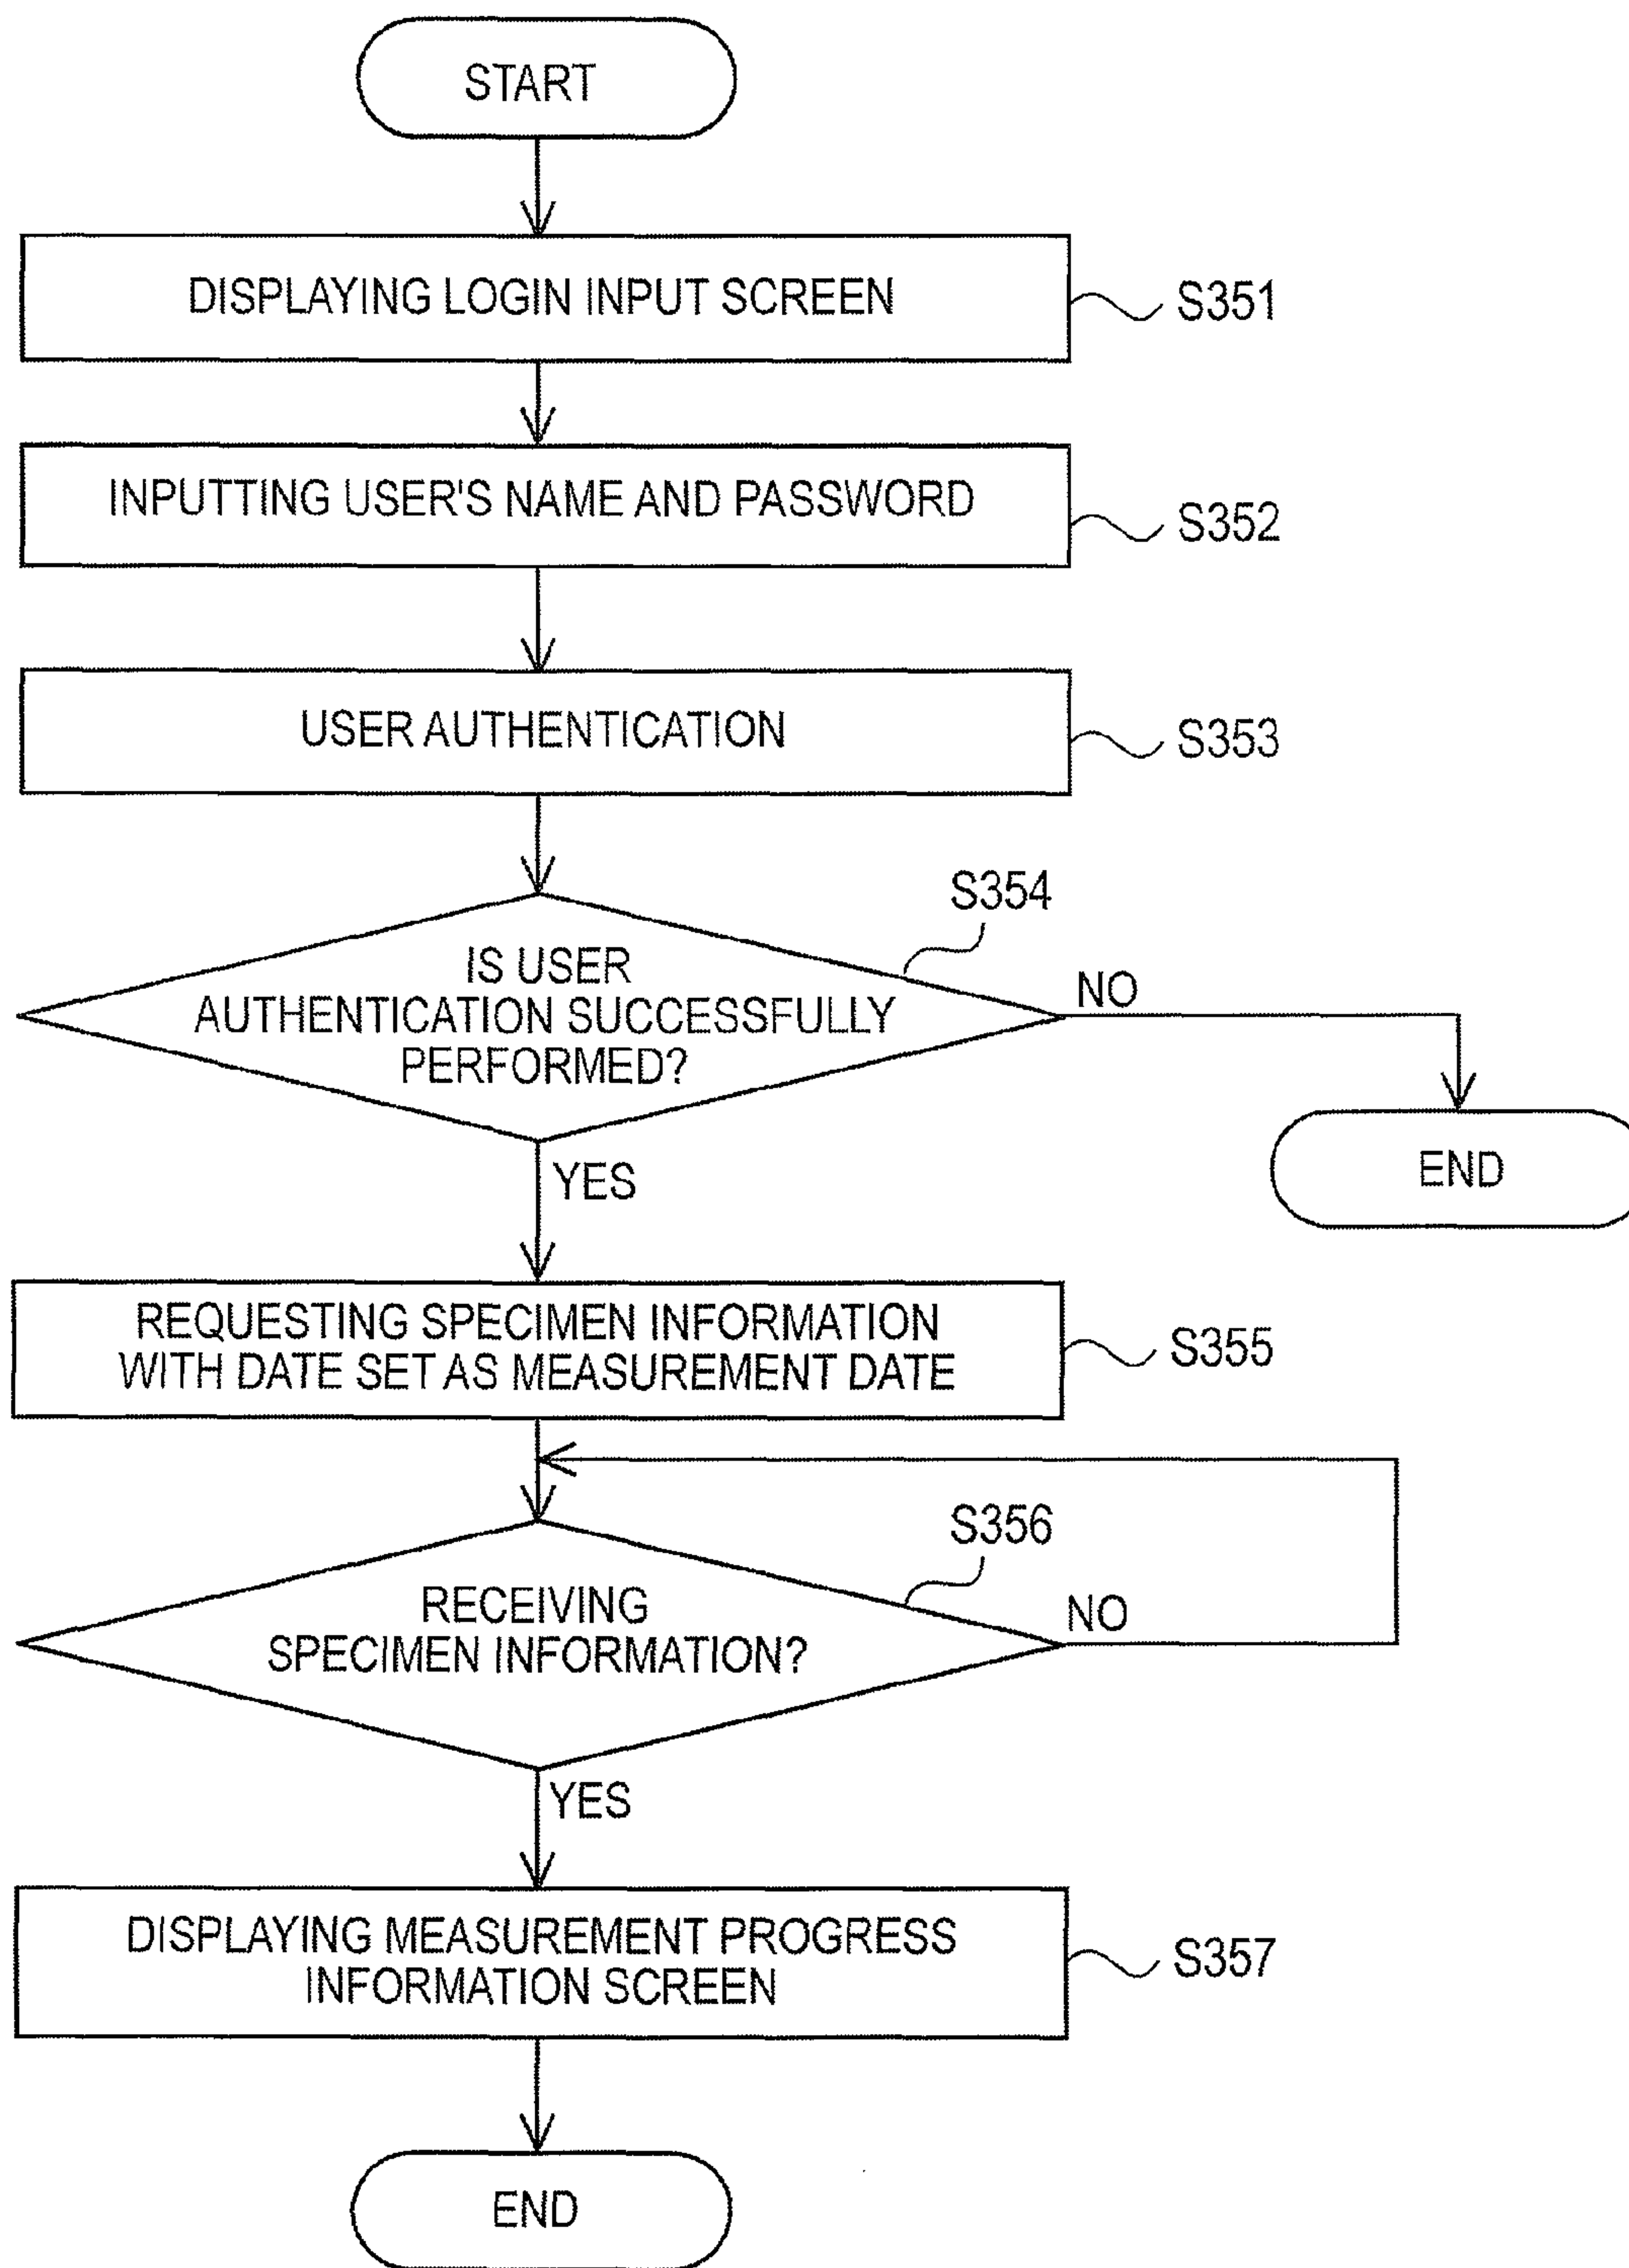 START
DISPLAYING LOGIN INPUT SCREEN
S351
INPUTTING USER'S NAME AND PASSWORD
S352
USER AUTHENTICATION
S353
S354
IS USER
AUTHENTICATION SUCCESSFULLY
PERFORMED?
NO
END
YES
REQUESTING SPECIMEN INFORMATION
WITH DATE SET AS MEASUREMENT DATE
S355
S356
RECEIVING
SPECIMEN INFORMATION?
NO
YES
DISPLAYING MEASUREMENT PROGRESS
INFORMATION SCREEN
S357
END